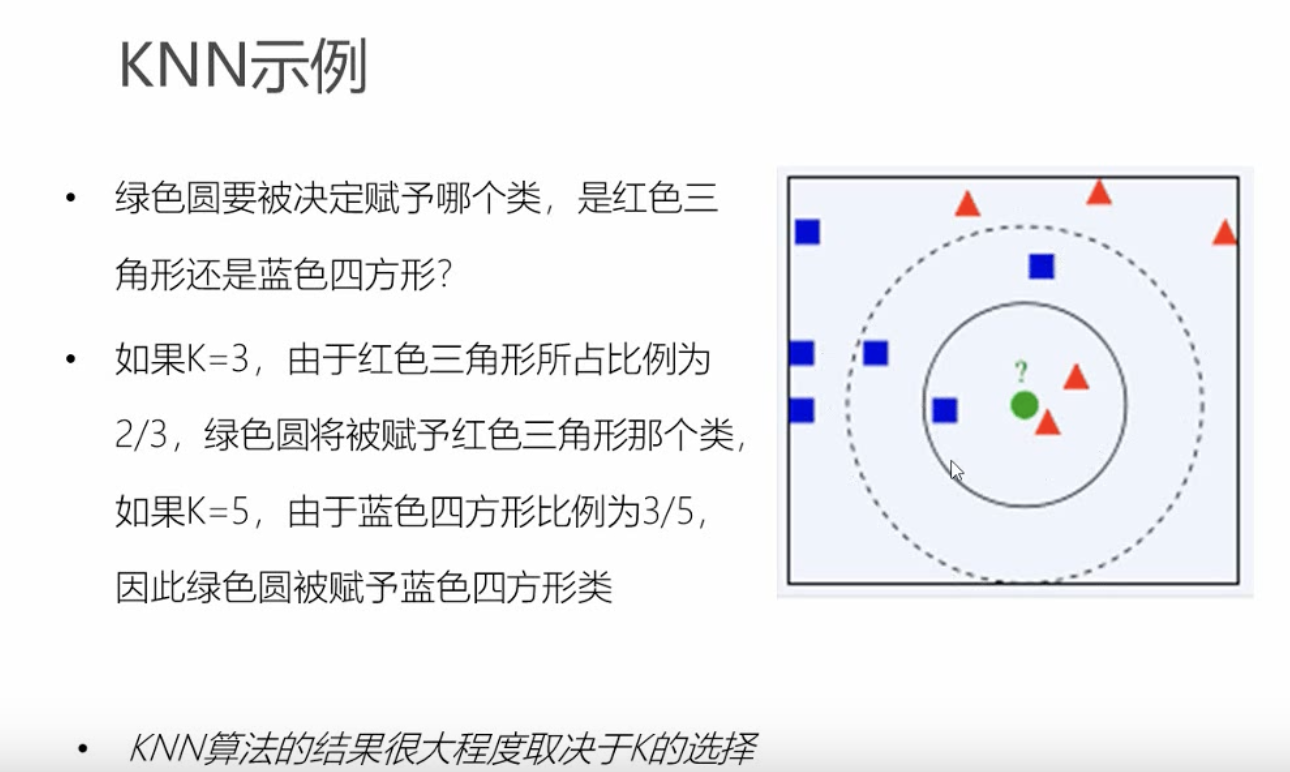 KNN示例
• 绿色圆要被决定赋予哪个类，是红色三
角形还是蓝色四方形？
• 如果K=3，由于红色三角形所占比例为
2/3，绿色圆将被赋予红色三角形那个类，
如果K=5，由于蓝色四方形比例为3/5，
因此绿色圆被赋予蓝色四方形类
?
• KNN算法的结果很大程度取决于K的选择